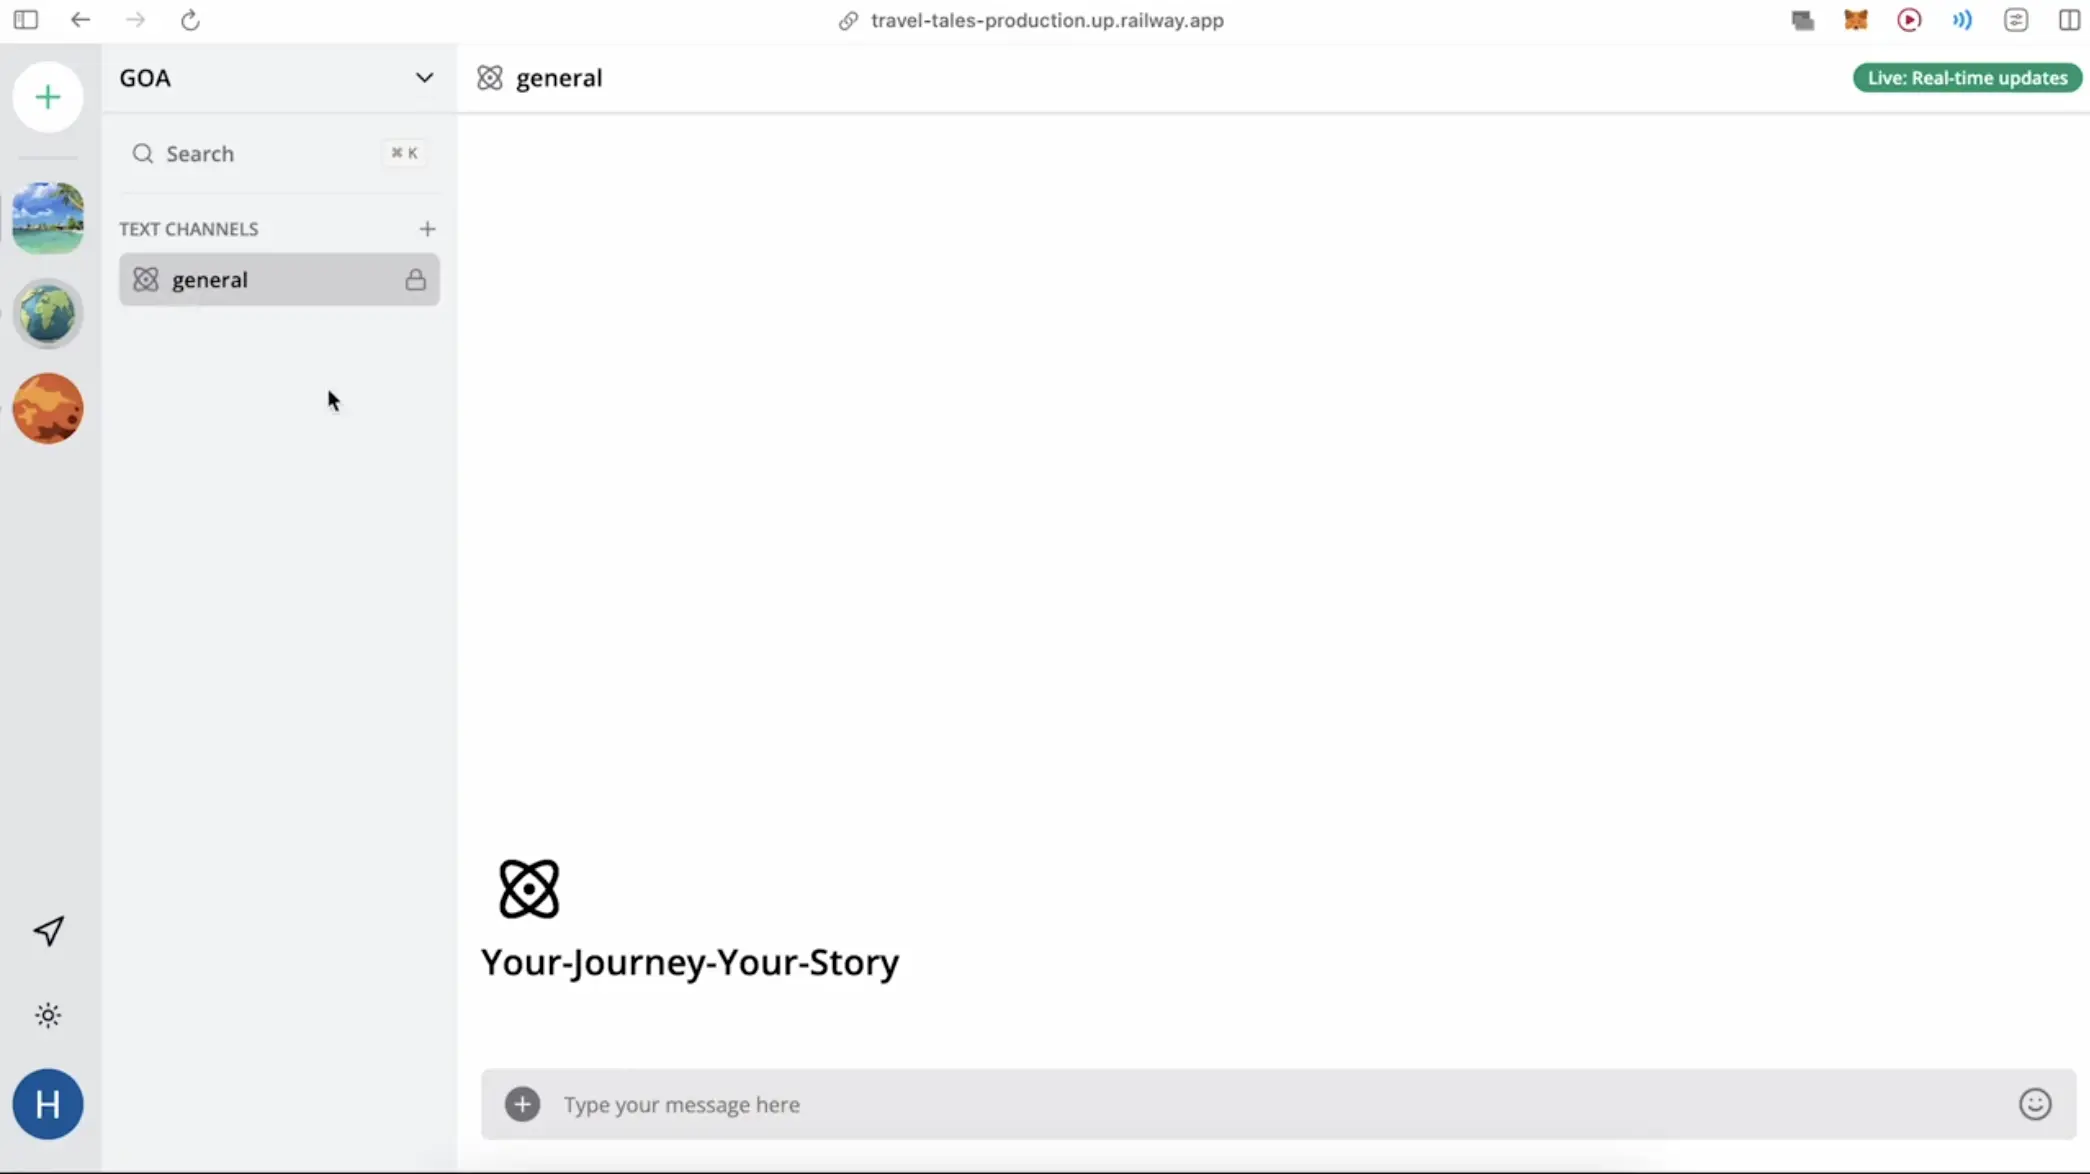 travel-tales-production.up.railway.app
GOA
general
Live: Real-time updates
Search
⌘ K
TEXT CHANNELS
general
Your-Journey-Your-Story
H
Type your message here